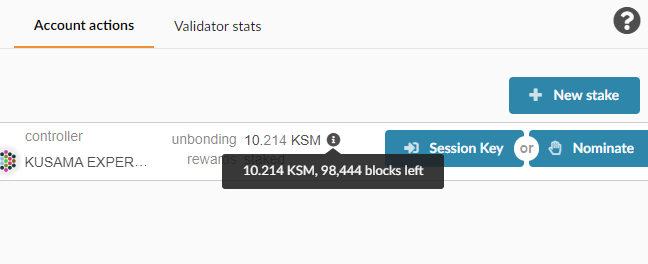 Account actions
Validator stats
?
New stake
controller
KUSAMA EXPER...
unbonding 10.214 KSM
rewards staked
Session Key or Nominate
10.214 KSM, 98,444 blocks left